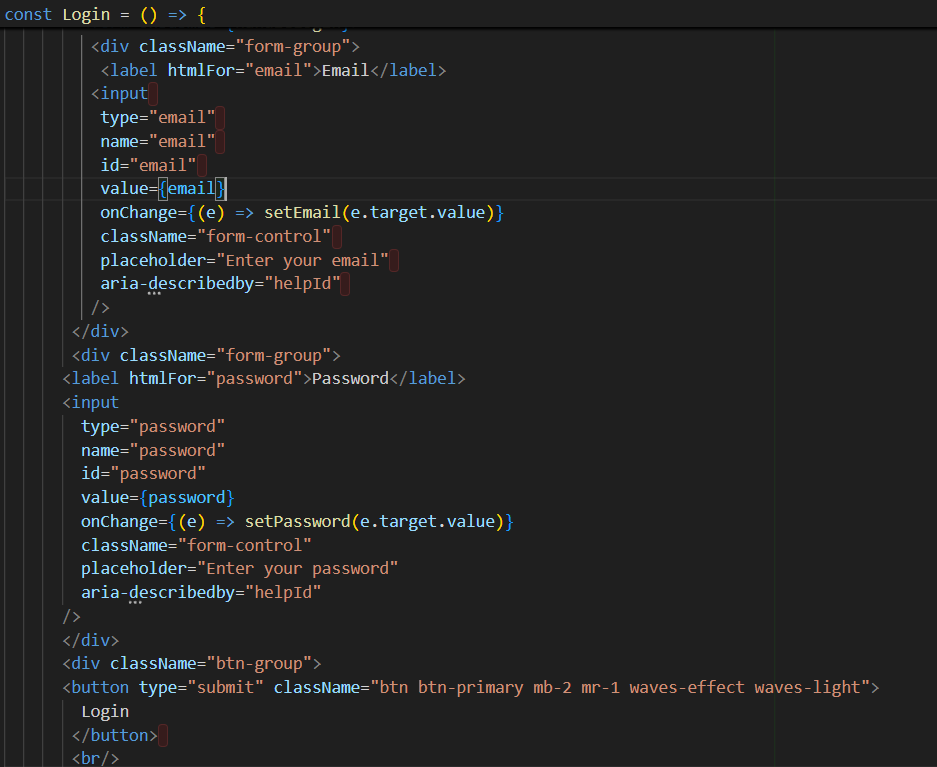 const Login = () => {
<div className="form-group">
<label htmlFor="email">Email</label>
<input
type="email"
name="email"
id="email"
value={email}
onChange={(e) => setEmail(e.target.value)}
className="form-control"
placeholder="Enter your email"
aria-describedby="helpId"
/>
</div>
<div className="form-group">
<label htmlFor="password">Password</label>
<input
type="password"
name="password"
id="password"
value={password}
onChange={(e) => setPassword(e.target.value)}
className="form-control"
placeholder="Enter your password"
aria-describedby="helpId"
/>
</div>
<div className="btn-group">
<button type="submit" className="btn btn-primary mb-2 mr-1 waves-effect waves-light">
Login
</button>
<br/>